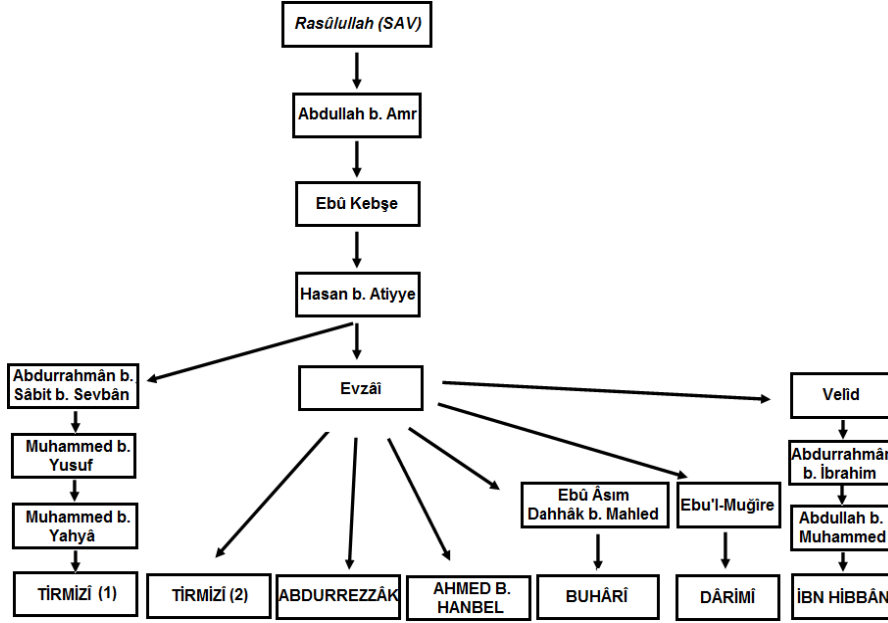 Rasûlullah (SAV)
Abdullah b. Amr
Ebû Kebşe
Hasan b. Atiyye
Abdurrahmân b.
Sâbit b. Sevbân
Evzâî
Velîd
Muhammed b.
Yusuf
Abdurrahmân
b. İbrahim
Muhammed b.
Yahyâ
Ebû Âsım
Dahhâk b. Mahled
Ebu'l-Muğîre
Abdullah b.
Muhammed
TİRMİZÎ (1)
TİRMİZÎ (2)
ABDURREZZÂK
AHMED B.
HANBEL
BUHÂRÎ
DÂRİMÎ
İBN HİBBÂN